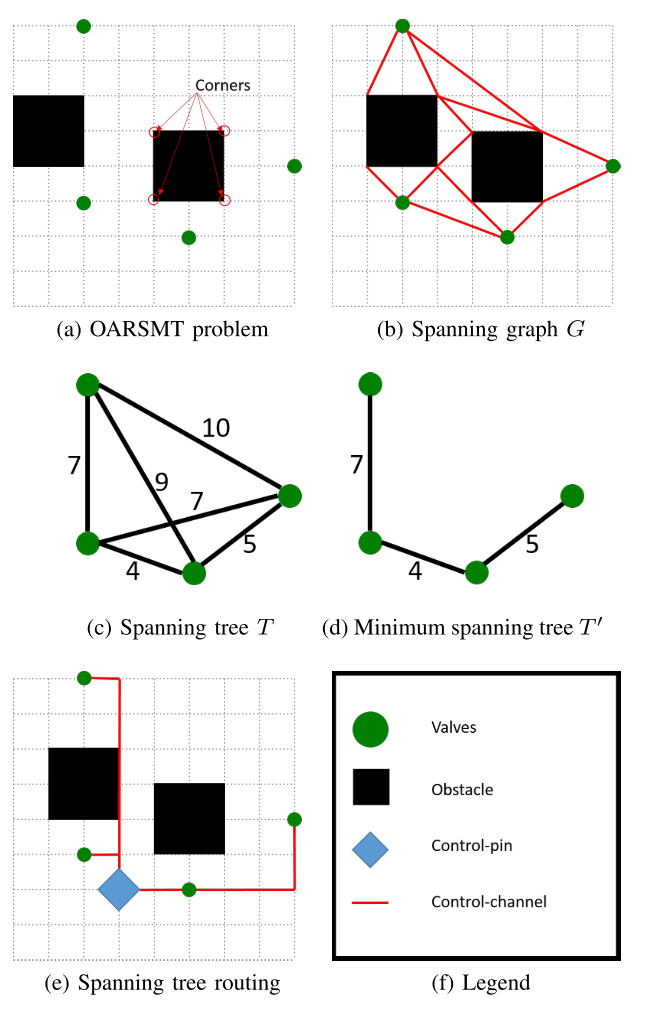 Corners
(a) OARSMT problem
(b) Spanning graph G
7
10
9
7
5
4
(c) Spanning tree T
7
5
4
(d) Minimum spanning tree T′
(e) Spanning tree routing
Valves
Obstacle
Control-pin
Control-channel
(f) Legend